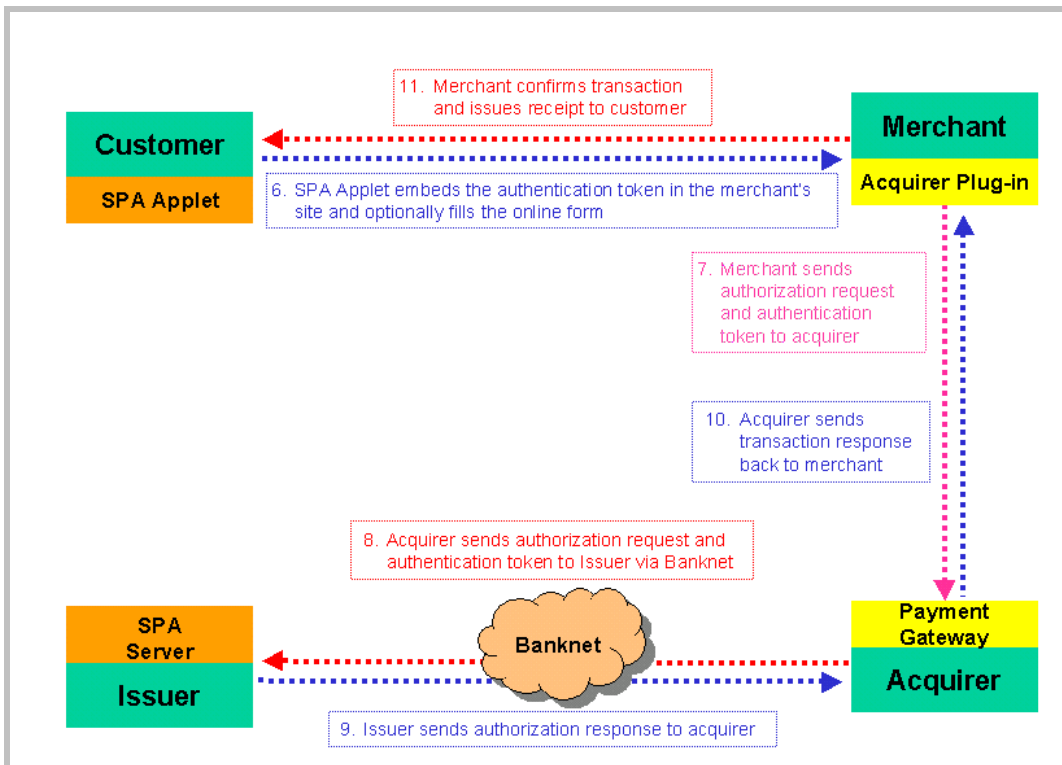 11. Merchant confirms transaction
and issues receipt to customer
Customer
SPA Applet
Merchant
Acquirer Plug-in
6. SPA Applet embeds the authentication token in the merchant's
site and optionally fills the online form
7. Merchant sends
authorization request
and authentication
token to acquirer
10. Acquirer sends
transaction response
back to merchant
8. Acquirer sends authorization request and
authentication token to Issuer via Banknet
SPA
Server
Issuer
Banknet
Payment
Gateway
Acquirer
9. Issuer sends authorization response to acquirer